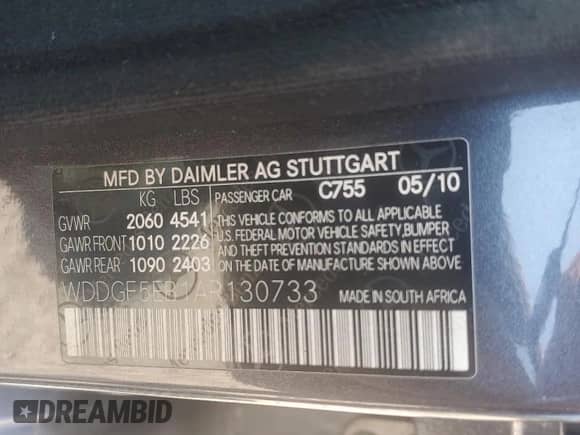 MFD BY DAIMLER AG STUTTGART
KG LBS PASSENGER CAR C755 05/10
GVWR 2060 4541 THIS VEHICLE CONFORMS TO ALL APPLICABLE
GAWR FRONT 1010 2226 U.S. FEDERAL MOTOR VEHICLE SAFETY, BUMPER
AND THEFT PREVENTION STANDARDS IN EFFECT
GAWR REAR 1090 2403 ON THE DATE OF MANUFACTURE SHOWN ABOVE.
MADE IN SOUTH AFRICA
DREAMBID